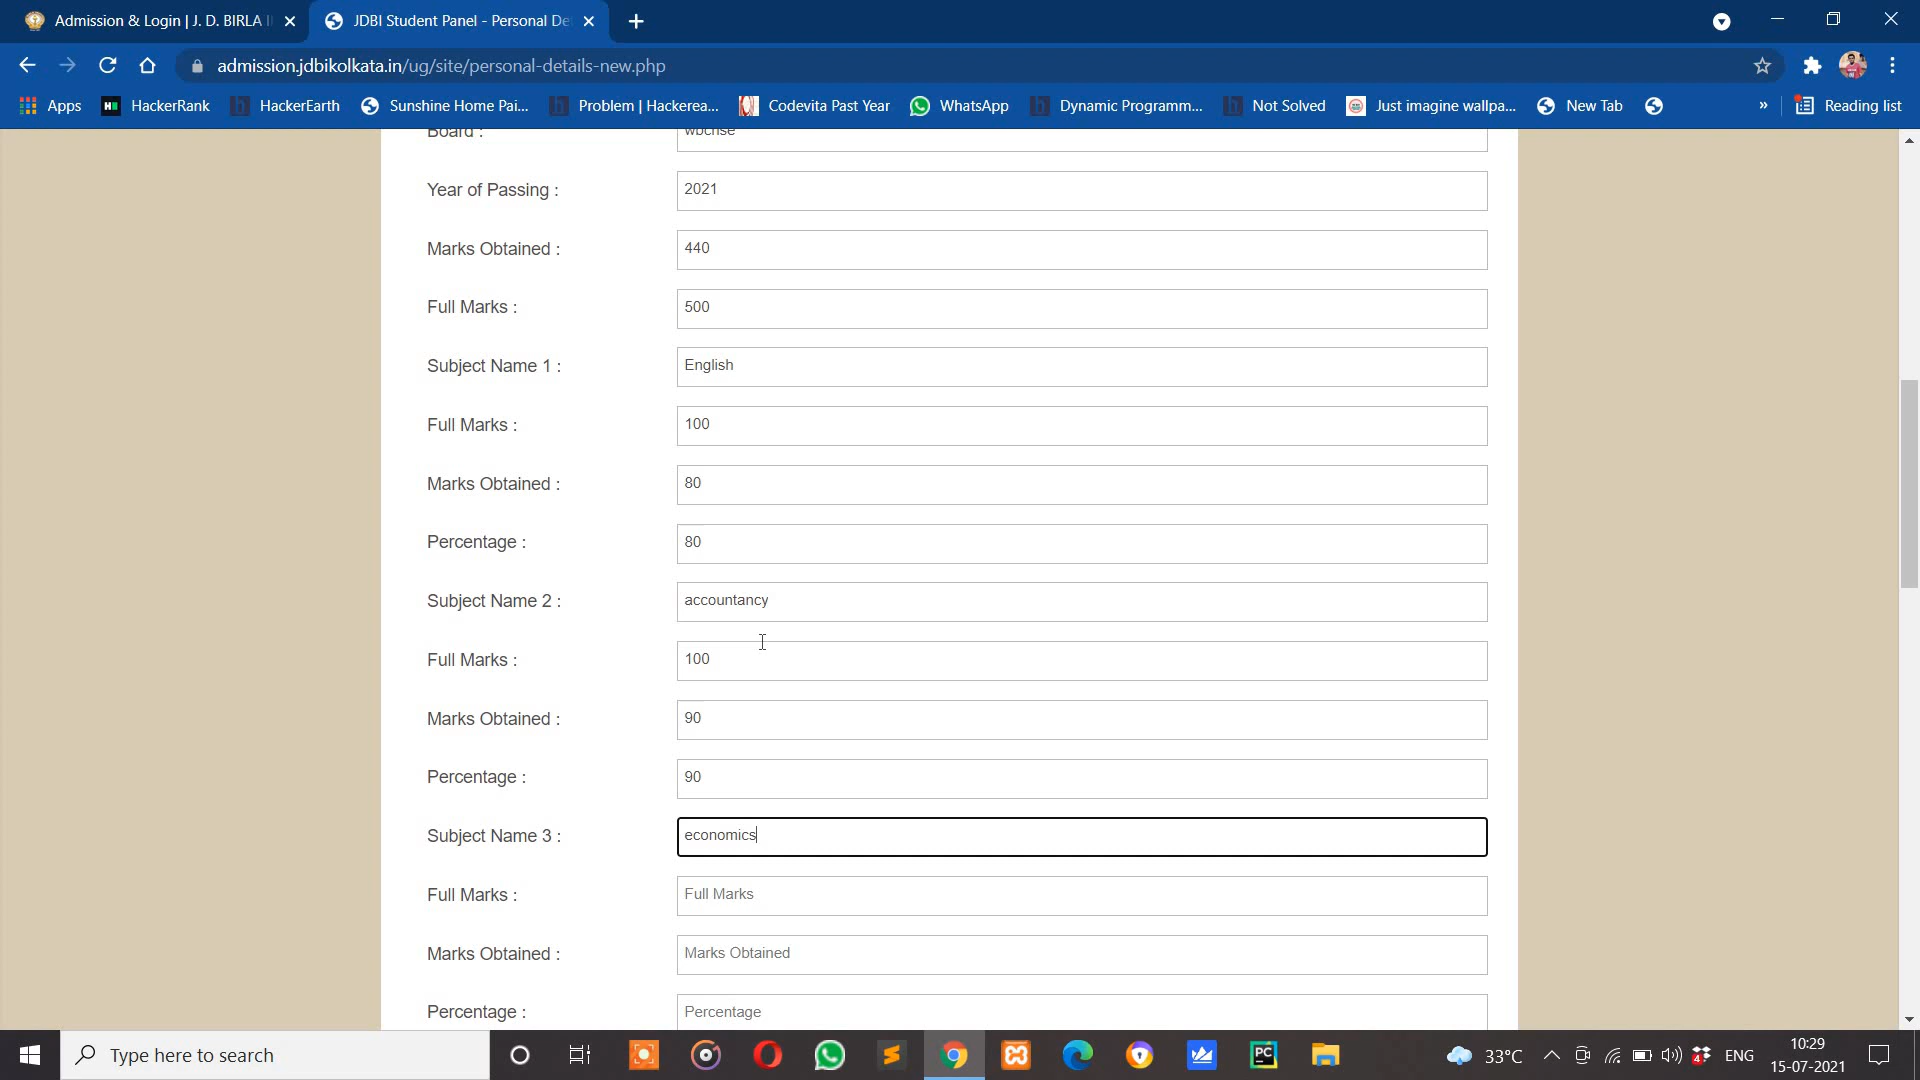 Admission & Login | J. D. BIRLA I
JDBI Student Panel - Personal De
admission.jdbikolkata.in/ug/site/personal-details-new.php
Apps
HackerRank
HackerEarth
Sunshine Home Pai...
Problem | Hackerea...
Codevita Past Year
WhatsApp
Dynamic Programm...
Not Solved
Just imagine wallpa...
New Tab
»
Reading list
Board : wbchse
Year of Passing : 2021
Marks Obtained : 440
Full Marks : 500
Subject Name 1 : English
Full Marks : 100
Marks Obtained : 80
Percentage : 80
Subject Name 2 : accountancy
Full Marks : 100
Marks Obtained : 90
Percentage : 90
Subject Name 3 : economics
Full Marks : Full Marks
Marks Obtained : Marks Obtained
Percentage : Percentage
Type here to search
PC
33°C
4
ENG
10:29
15-07-2021